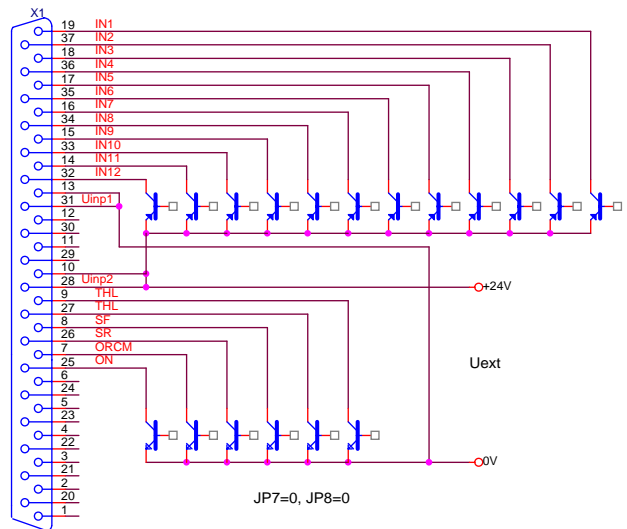 X1
19 IN1
37 IN2
18 IN3
36 IN4
17 IN5
35 IN6
16 IN7
34 IN8
15 IN9
33 IN10
14 IN11
32 IN12
13
31 Uinp1
12
30
11
29
10
28 Uinp2 +24V
9 THL
27 THL
8 SF
26 SR
7 ORCM
Uext
25 ON
6
24
5
23
4
22
3 0V
21
2
20 JP7=0, JP8=0
1